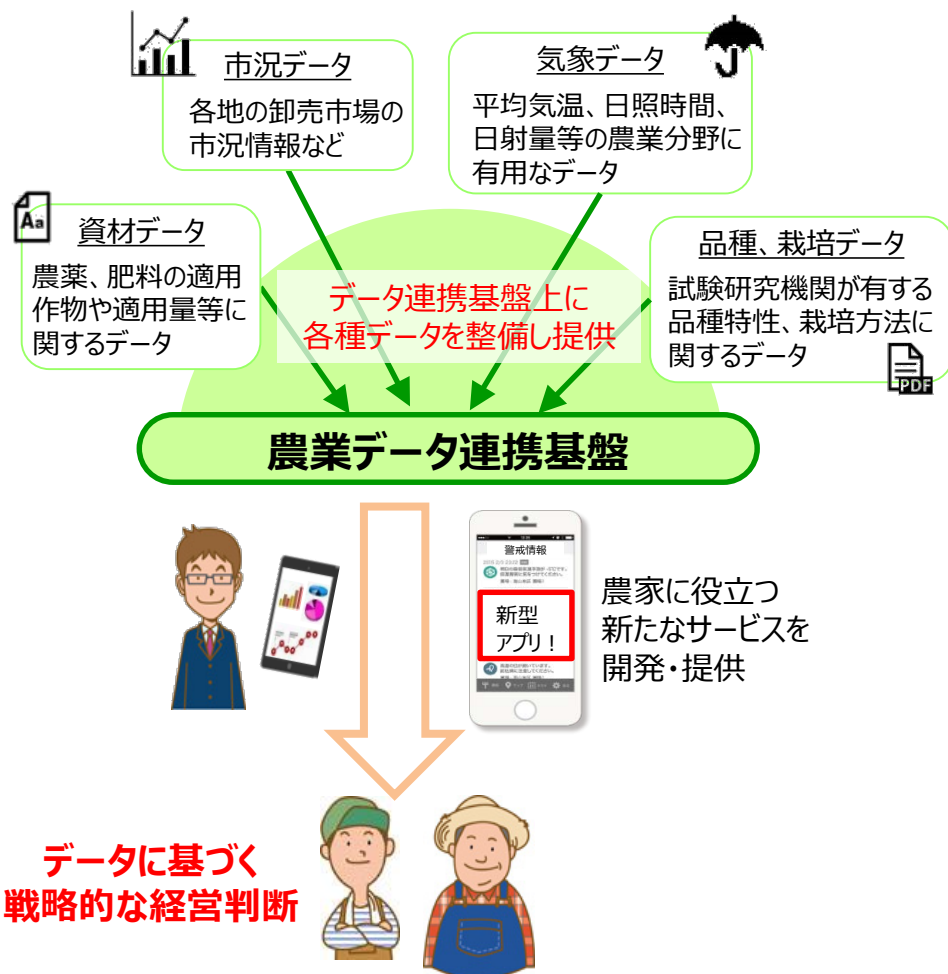 市況データ
各地の卸売市場の
市況情報など
気象データ
平均気温、日照時間、
日射量等の農業分野に
有用なデータ
Aa
資材データ
農薬、肥料の適用
作物や適用量等に
関するデータ
品種、栽培データ
試験研究機関が有する
品種特性、栽培方法に
関するデータ
PDF
データ連携基盤上に
各種データを整備し提供
農業データ連携基盤
警戒情報
新型
アプリ！
農家に役立つ
新たなサービスを
開発・提供
データに基づく
戦略的な経営判断